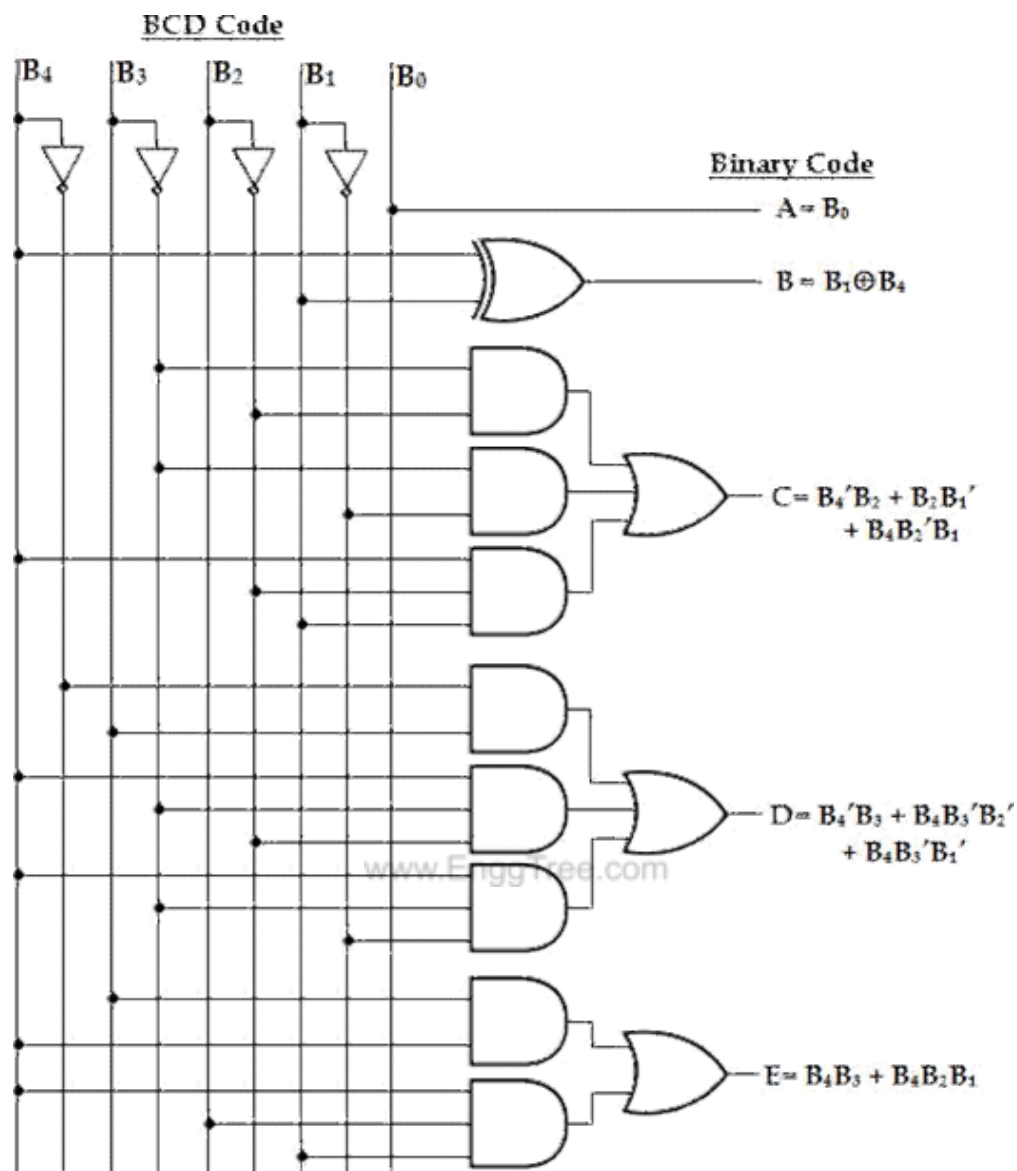 BCD Code
B₄ B₃ B₂ B₁ B₀
Binary Code
A = B₀
B = B₁⊕B₄
C = B₄′B₂ + B₂B₁′
+ B₄B₂′B₁
D = B₄′B₃ + B₄B₃′B₂′
+ B₄B₃′B₁′
www.EnggTree.com
E = B₄B₃ + B₄B₂B₁